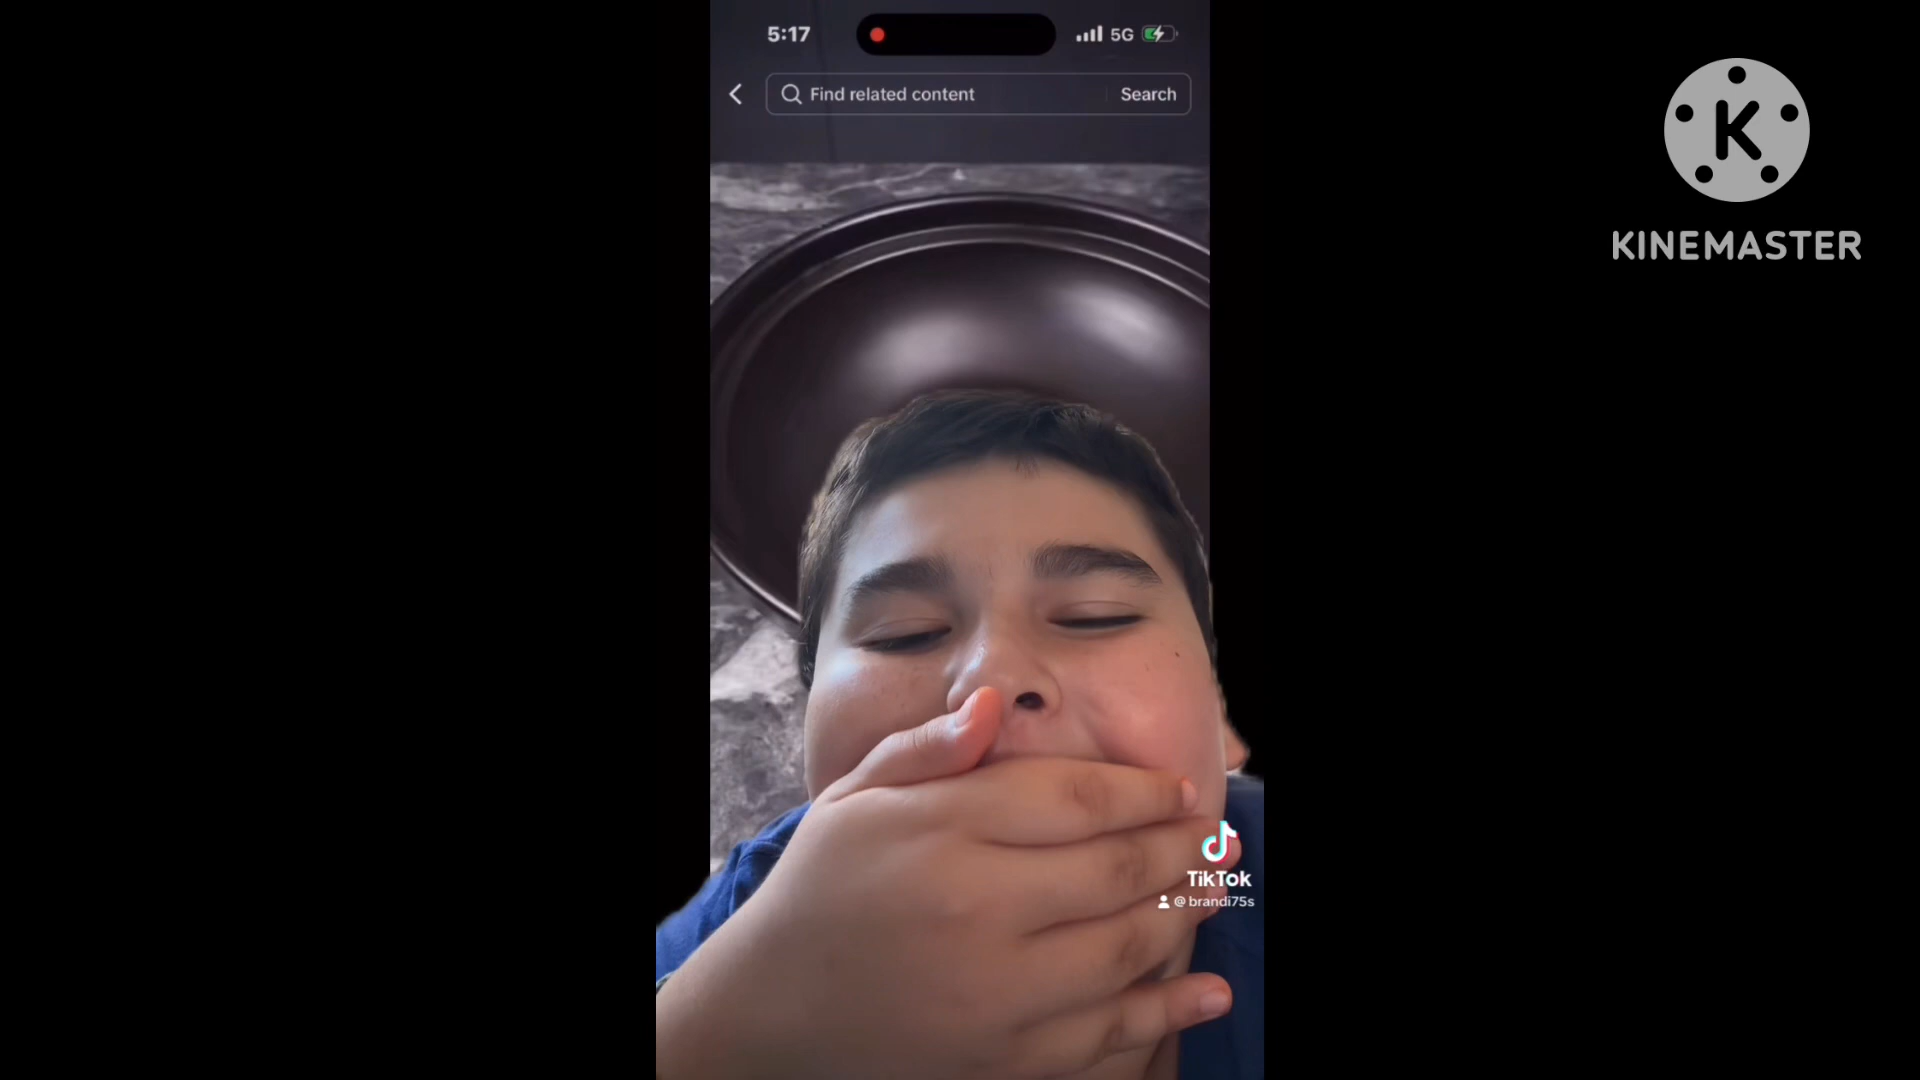 5:17
5G
Find related content
Search
K
KINEMASTER
TikTok
@brandi75s